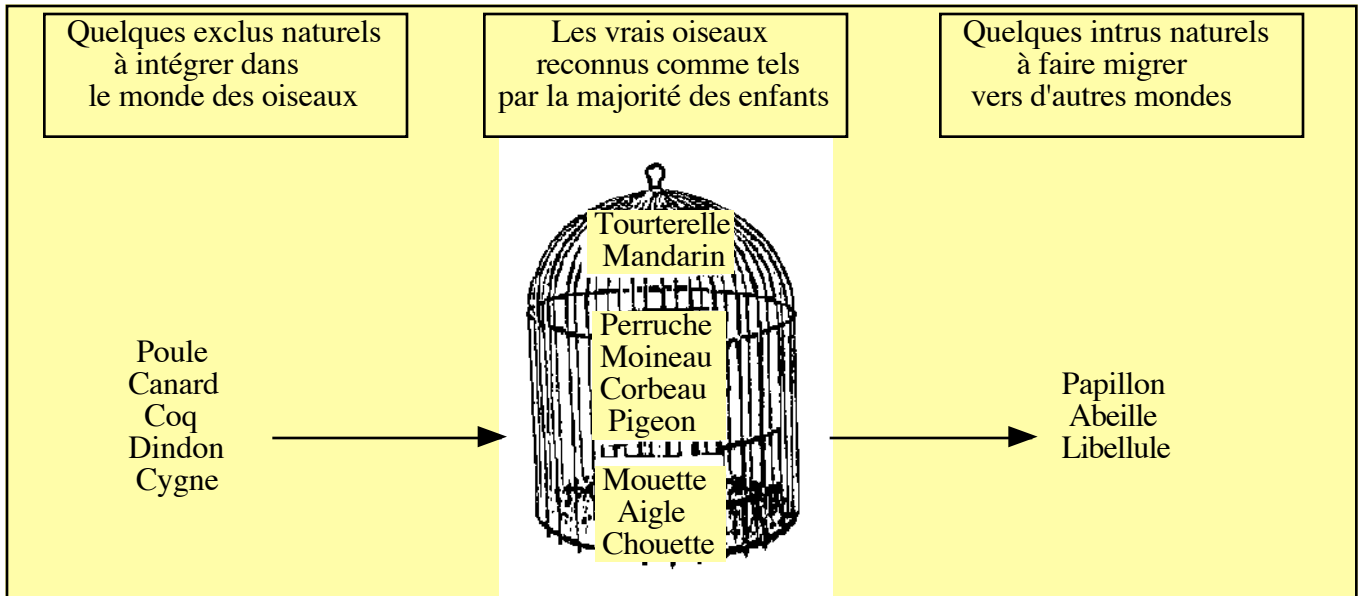 Quelques exclus naturels
à intégrer dans
le monde des oiseaux
Les vrais oiseaux
reconnus comme tels
par la majorité des enfants
Quelques intrus naturels
à faire migrer
vers d'autres mondes
Poule
Canard
Coq
Dindon
Cygne
Tourterelle
Mandarin
Perruche
Moineau
Corbeau
Pigeon
Mouette
Aigle
Chouette
Papillon
Abeille
Libellule